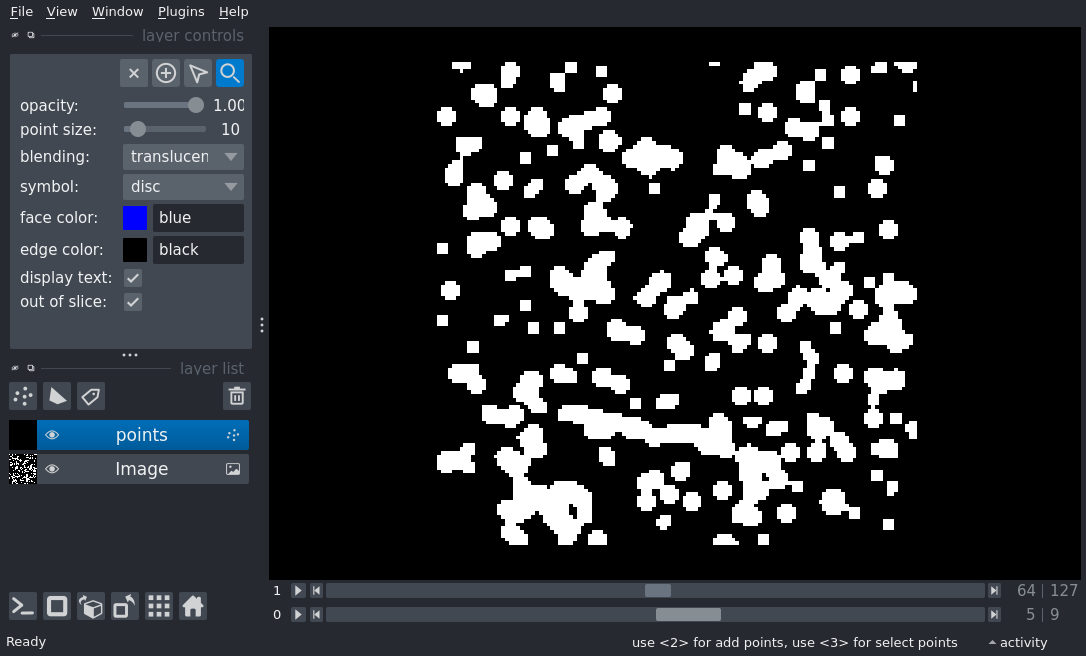 File View Window Plugins Help
layer controls
opacity: 1.00
point size: 10
blending: translucen
symbol: disc
face color: blue
edge color: black
display text:
out of slice:
layer list
points
Image
1 64 | 127
0 5 | 9
Ready use <2> for add points, use <3> for select points activity